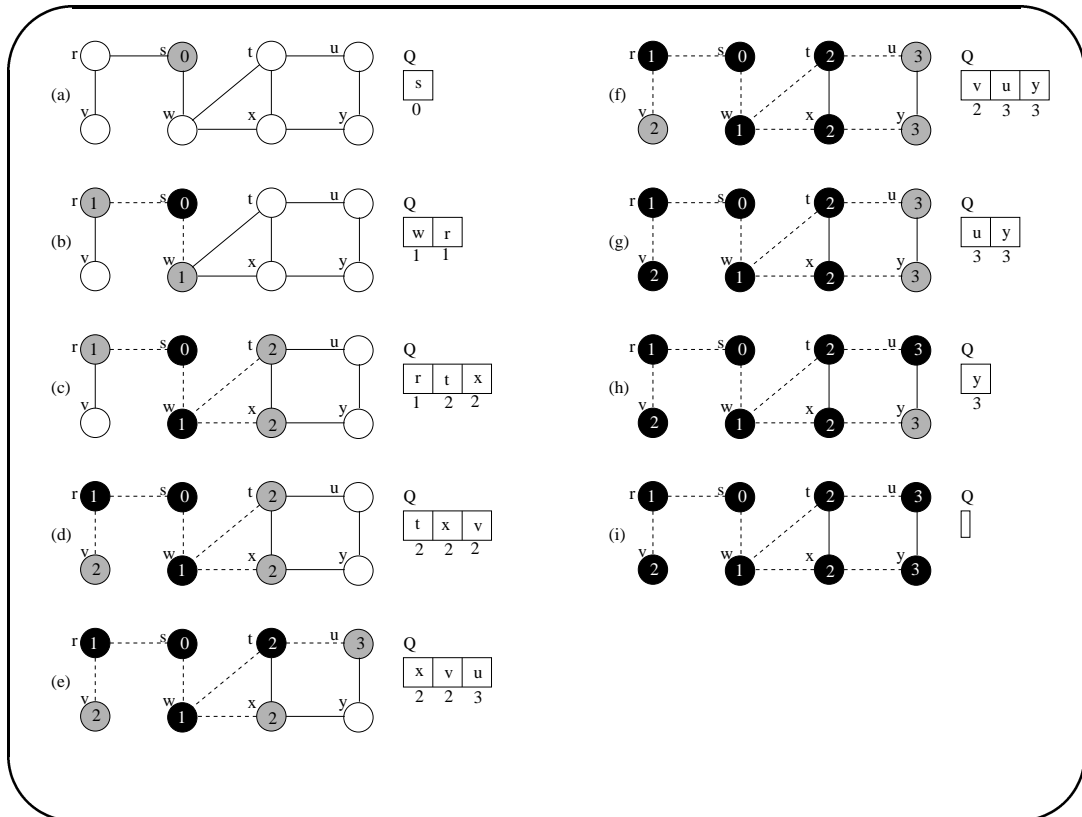 r s 0 t u Q
s
(a)
0
v w x y
r 1 s 0 t u Q
w r
(b)
1 1
v w 1 x y
r 1 s 0 t 2 u Q
r t x
(c)
1 2 2
v w 1 x 2 y
r 1 s 0 t 2 u Q
t x v
(d)
2 2 2
v 2 w 1 x 2 y
r 1 s 0 t 2 u 3 Q
x v u
(e)
2 2 3
v 2 w 1 x 2 y
r 1 s 0 t 2 u 3 Q
v u y
(f)
2 3 3
v 2 w 1 x 2 y 3
r 1 s 0 t 2 u 3 Q
u y
(g)
3 3
v 2 w 1 x 2 y 3
r 1 s 0 t 2 u 3 Q
y
(h)
3
v 2 w 1 x 2 y 3
r 1 s 0 t 2 u 3 Q
(i)
v 2 w 1 x 2 y 3